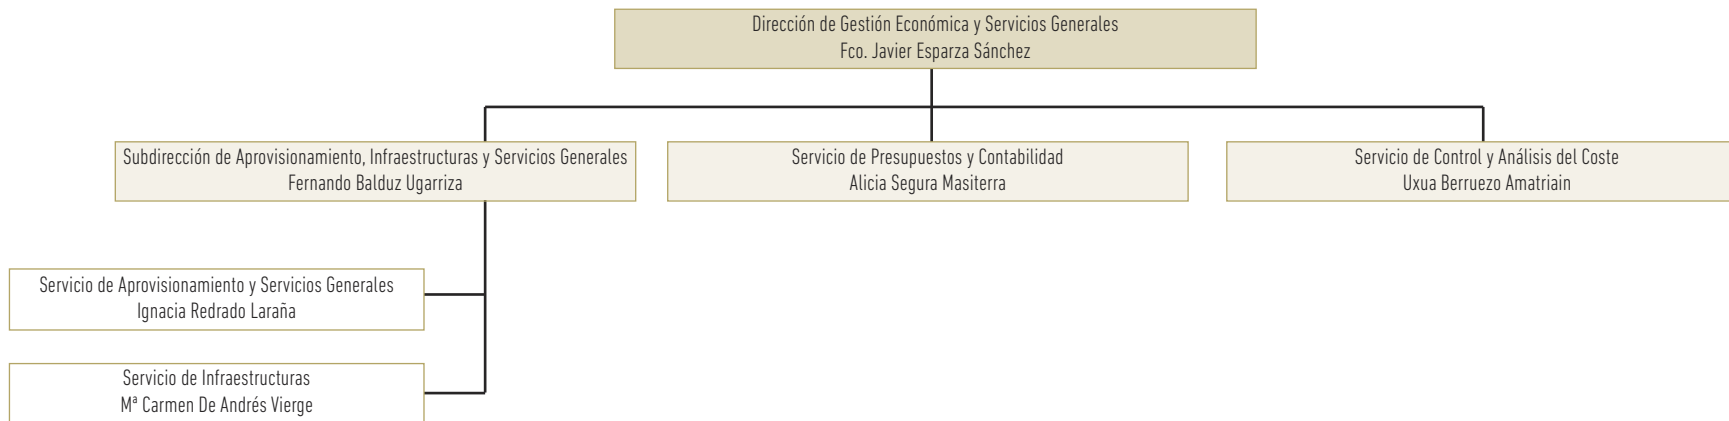 Dirección de Gestión Económica y Servicios Generales
Fco. Javier Esparza Sánchez
Subdirección de Aprovisionamiento, Infraestructuras y Servicios Generales
Fernando Balduz Ugarriza
Servicio de Presupuestos y Contabilidad
Alicia Segura Masiterra
Servicio de Control y Análisis del Coste
Uxua Berruezo Amatriain
Servicio de Aprovisionamiento y Servicios Generales
Ignacia Redrado Laraña
Servicio de Infraestructuras
Mª Carmen De Andrés Vierge